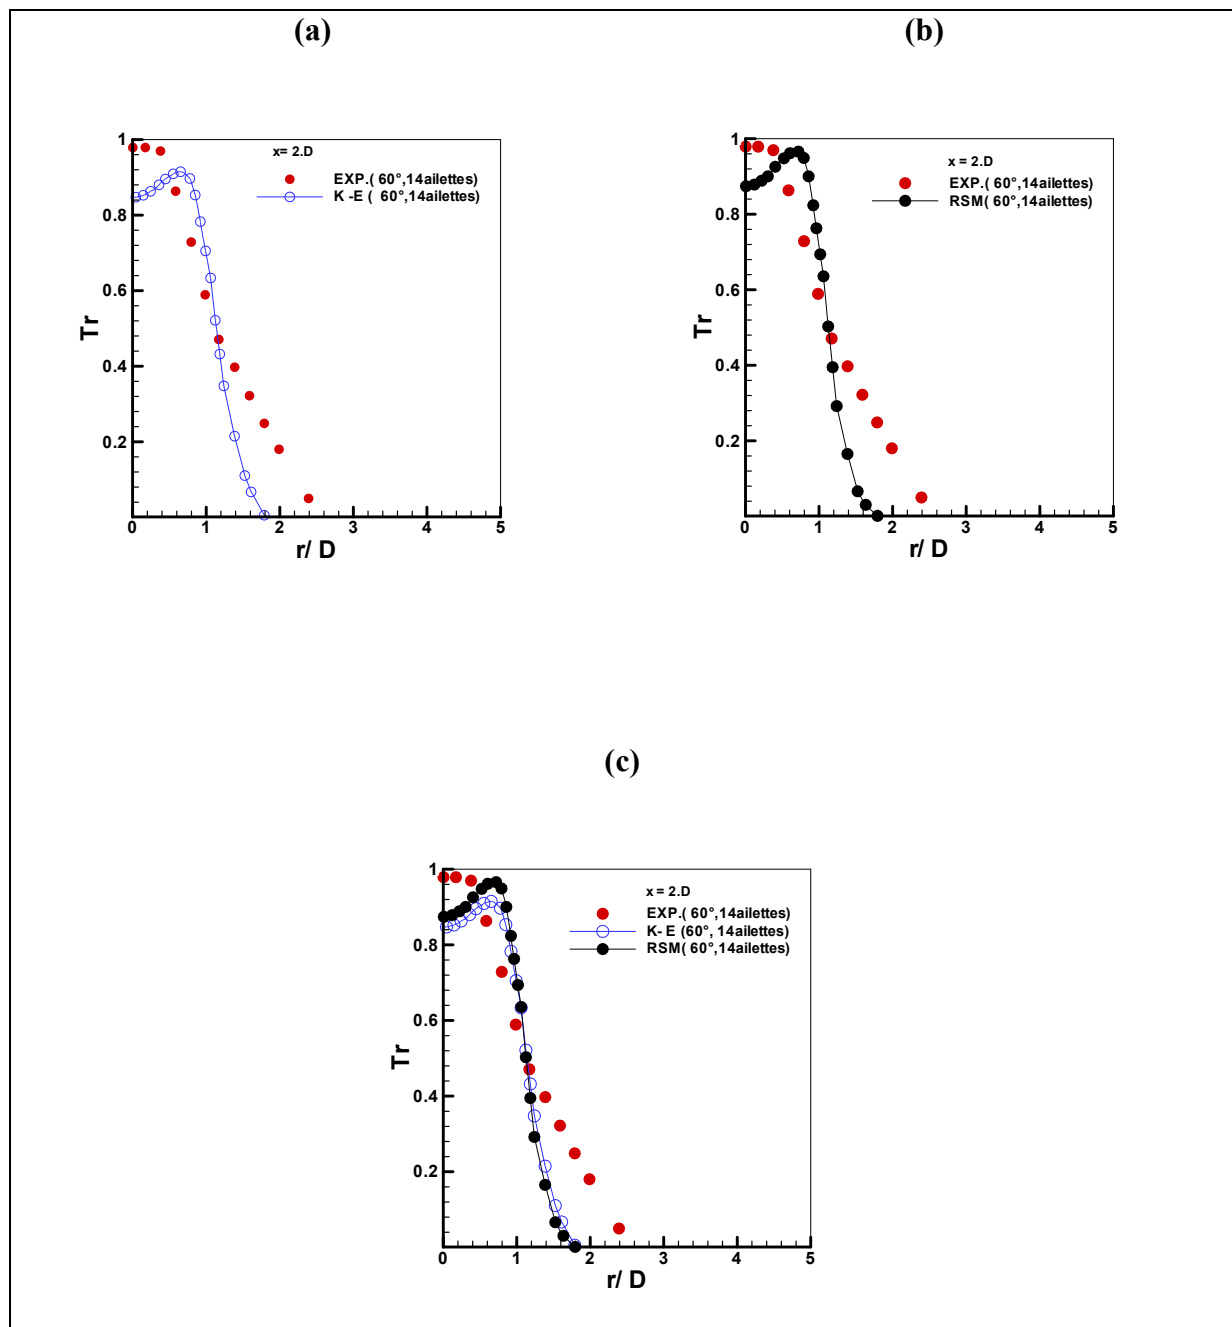 (a)
(b)
x= 2.D
EXP.( 60°,14ailettes)
K -E ( 60°,14ailettes)
1
0.8
0.6
0.4
0.2
0 1 2 3 4 5
Tr
r/ D
x = 2.D
EXP.( 60°,14ailettes)
RSM( 60°,14ailettes)
1
0.8
0.6
0.4
0.2
0 1 2 3 4 5
Tr
r/ D
(c)
x = 2.D
EXP.( 60°,14ailettes)
K- E (60°, 14ailettes)
RSM( 60°,14ailettes)
1
0.8
0.6
0.4
0.2
0 1 2 3 4 5
Tr
r/ D